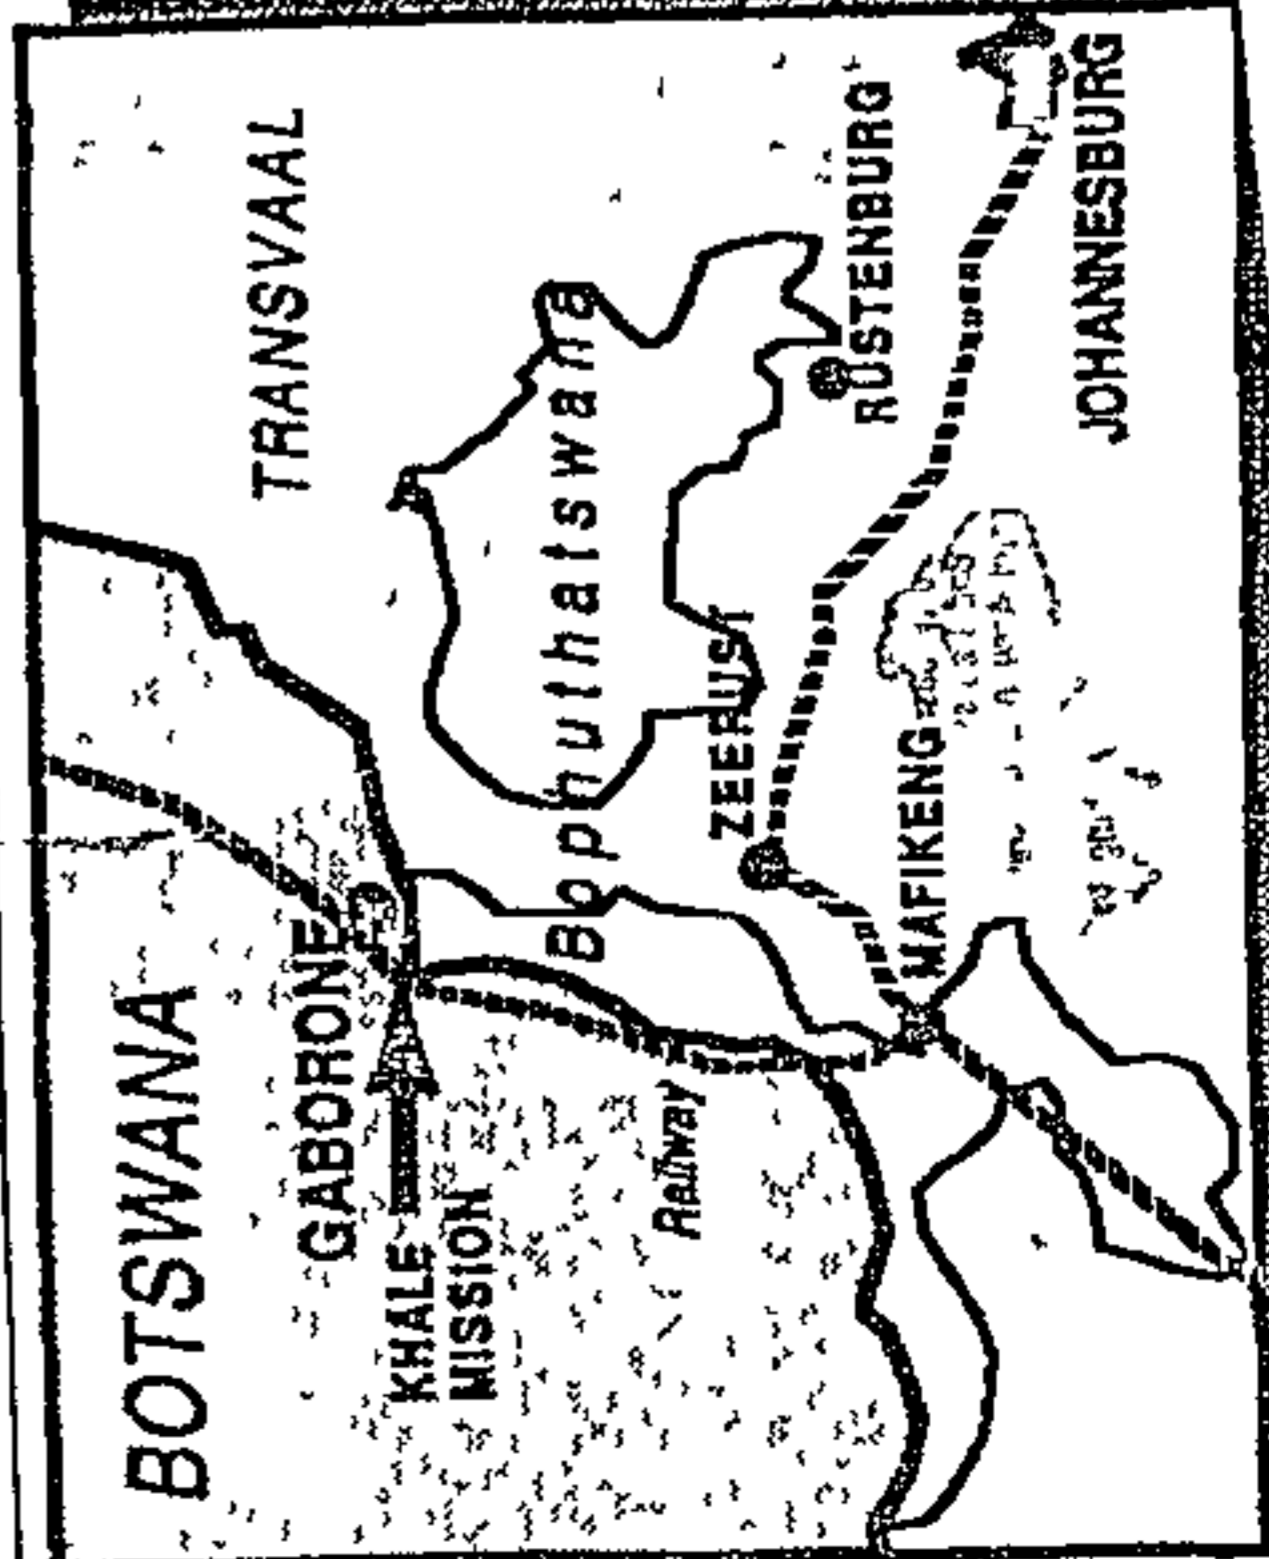 BOTSWANA
TRANSVAAL
GABORONE
KHALE
MISSION
Bophuthatswana
Railway
ZEERUST
RUSTENBURG
MAFIKENG
JOHANNESBURG